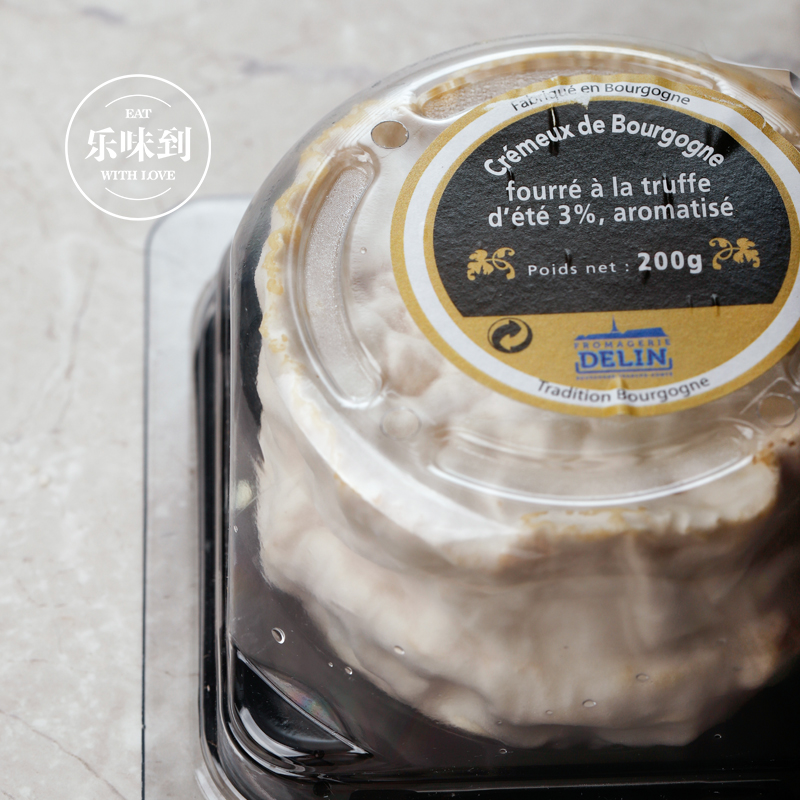 EAT
乐味到
WITH LOVE
Fabriqué en Bourgogne
Crémeux de Bourgogne
fourré à la truffe
d'été 3%, aromatisé
Poids net : 200g
FROMAGERIE
DELIN
Tradition Bourgogne